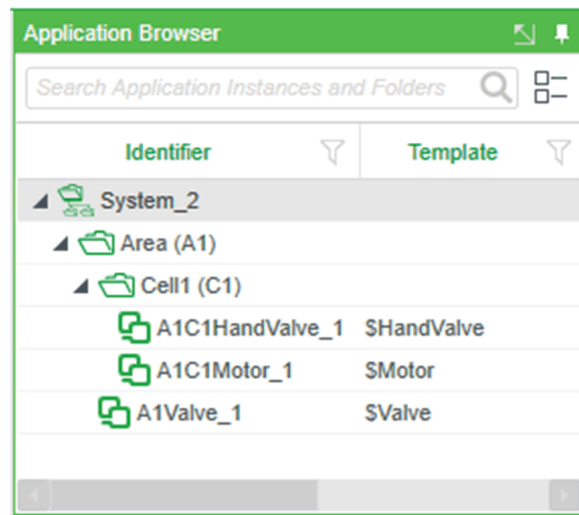 Application Browser
Search Application Instances and Folders
Identifier Template
System_2
Area (A1)
Cell1 (C1)
A1C1HandValve_1 $HandValve
A1C1Motor_1 $Motor
A1Valve_1 $Valve